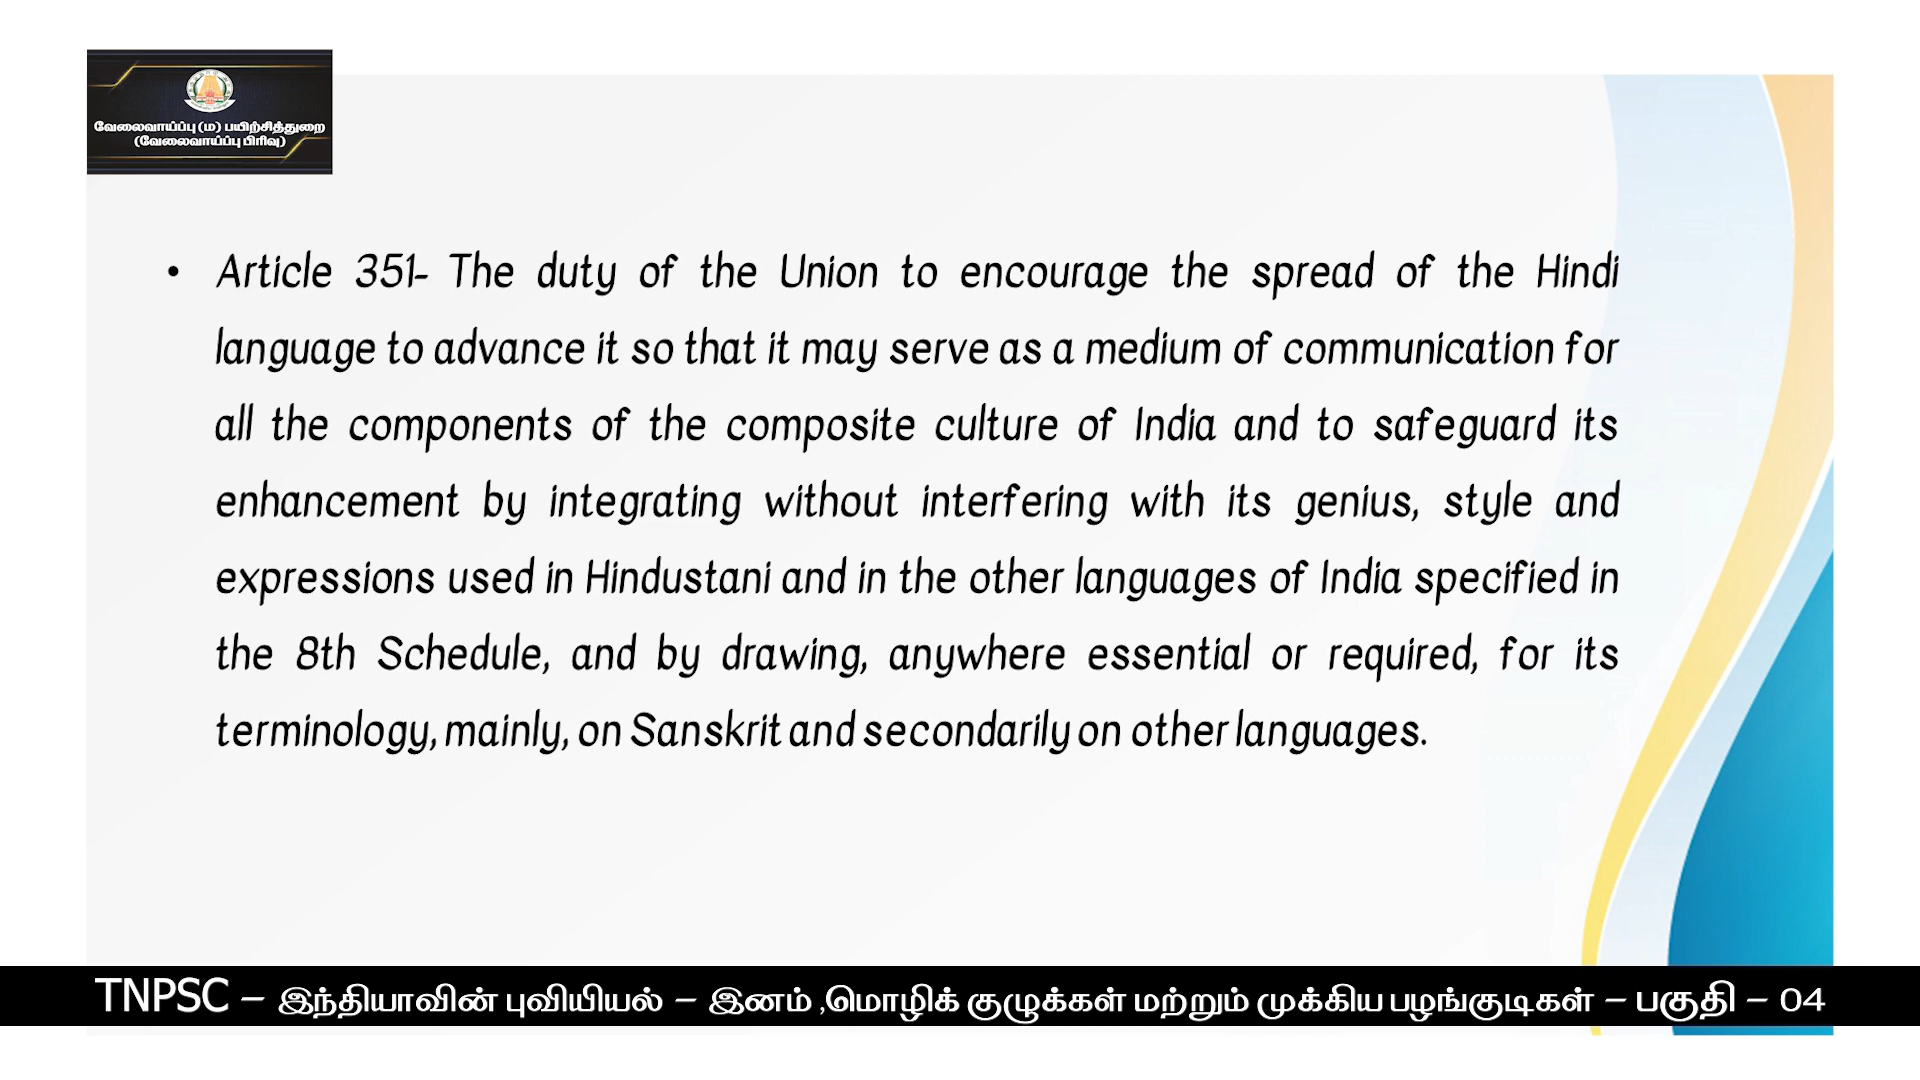 வேலைவாய்ப்பு (ம) பயிற்சித்துறை
(வேலைவாய்ப்பு பிரிவு)
• Article 351- The duty of the Union to encourage the spread of the Hindi
language to advance it so that it may serve as a medium of communication for
all the components of the composite culture of India and to safeguard its
enhancement by integrating without interfering with its genius, style and
expressions used in Hindustani and in the other languages of India specified in
the 8th Schedule, and by drawing, anywhere essential or required, for its
terminology, mainly, on Sanskrit and secondarily on other languages.
TNPSC – இந்தியாவின் புவியியல் – இனம் ,மொழிக் குழுக்கள் மற்றும் முக்கிய பழங்குடிகள் – பகுதி – 04